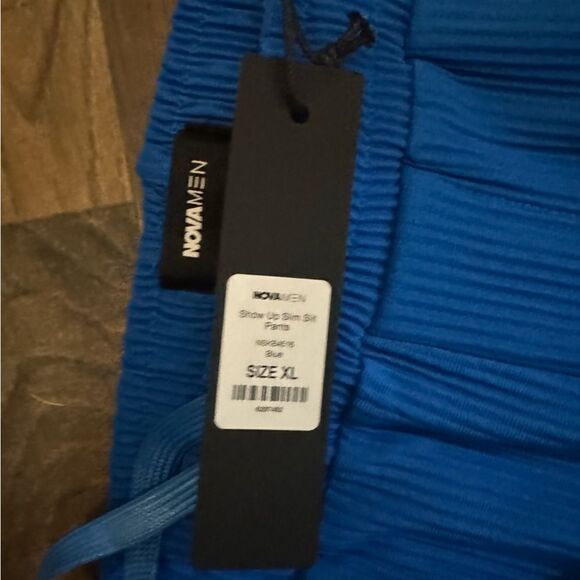 NOVAMEN
NOVAMEN
Show Up Slim Slit
Pants
Blue
SIZE XL